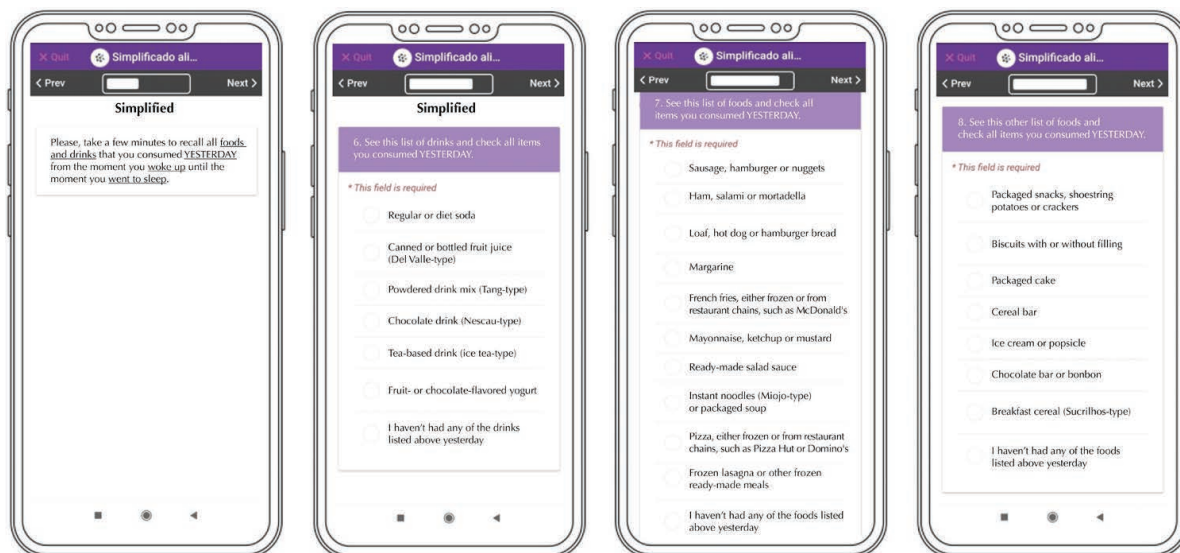 ✕ Quit Simplificado ali...
< Prev Next >
Simplified
Please, take a few minutes to recall all foods
and drinks that you consumed YESTERDAY
from the moment you woke up until the
moment you went to sleep.
✕ Quit Simplificado ali...
< Prev Next >
Simplified
6. See this list of drinks and check all items
you consumed YESTERDAY.
* This field is required
Regular or diet soda
Canned or bottled fruit juice
(Del Valle-type)
Powdered drink mix (Tang-type)
Chocolate drink (Nescau-type)
Tea-based drink (ice tea-type)
Fruit- or chocolate-flavored yogurt
I haven't had any of the drinks
listed above yesterday
✕ Quit Simplificado ali...
< Prev Next >
7. See this list of foods and check all
items you consumed YESTERDAY.
* This field is required
Sausage, hamburger or nuggets
Ham, salami or mortadella
Loaf, hot dog or hamburger bread
Margarine
French fries, either frozen or from
restaurant chains, such as McDonald's
Mayonnaise, ketchup or mustard
Ready-made salad sauce
Instant noodles (Miojo-type)
or packaged soup
Pizza, either frozen or from restaurant
chains, such as Pizza Hut or Domino's
Frozen lasagna or other frozen
ready-made meals
I haven't had any of the foods listed
above yesterday
✕ Quit Simplificado ali...
< Prev Next >
8. See this other list of foods and
check all items you consumed YESTERDAY.
* This field is required
Packaged snacks, shoestring
potatoes or crackers
Biscuits with or without filling
Packaged cake
Cereal bar
Ice cream or popsicle
Chocolate bar or bonbon
Breakfast cereal (Sucrilhos-type)
I haven't had any of the foods
listed above yesterday